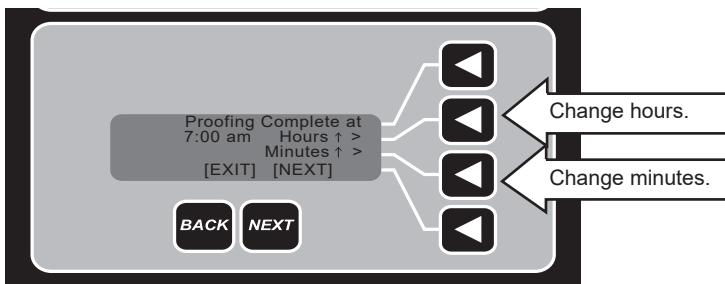 Proofing Complete at
7:00 am Hours ↑ >
Minutes ↑ >
[EXIT] [NEXT]
BACK NEXT
Change hours.
Change minutes.